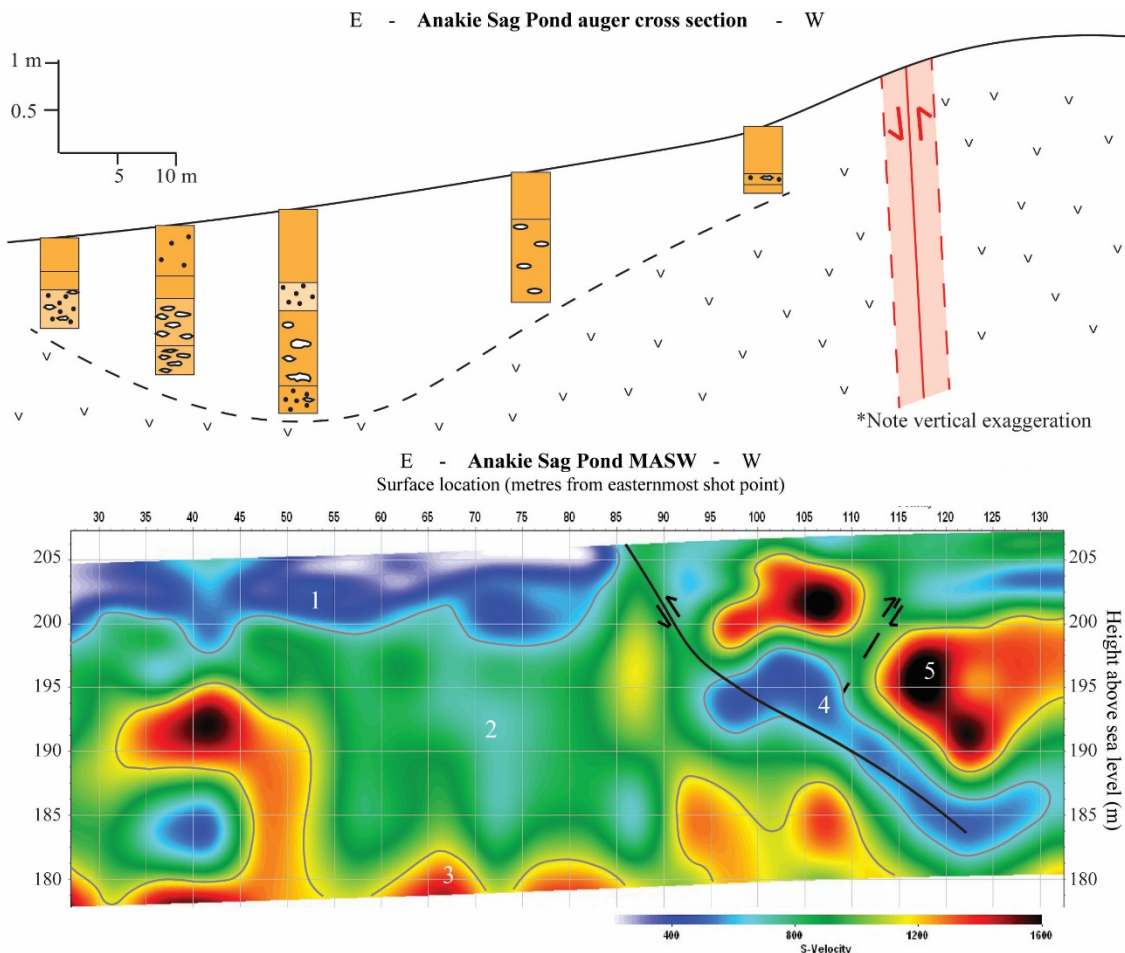 E - Anakie Sag Pond auger cross section - W
1 m
0.5
5 10 m
*Note vertical exaggeration
E - Anakie Sag Pond MASW - W
Surface location (metres from easternmost shot point)
30 35 40 45 50 55 60 65 70 75 80 85 90 95 100 105 110 115 120 125 130
205 205
1
200 200
5
195 195
4
2
190 190
185 185
3
180 180
Height above sea level (m)
400 800 1200 1600
S-Velocity